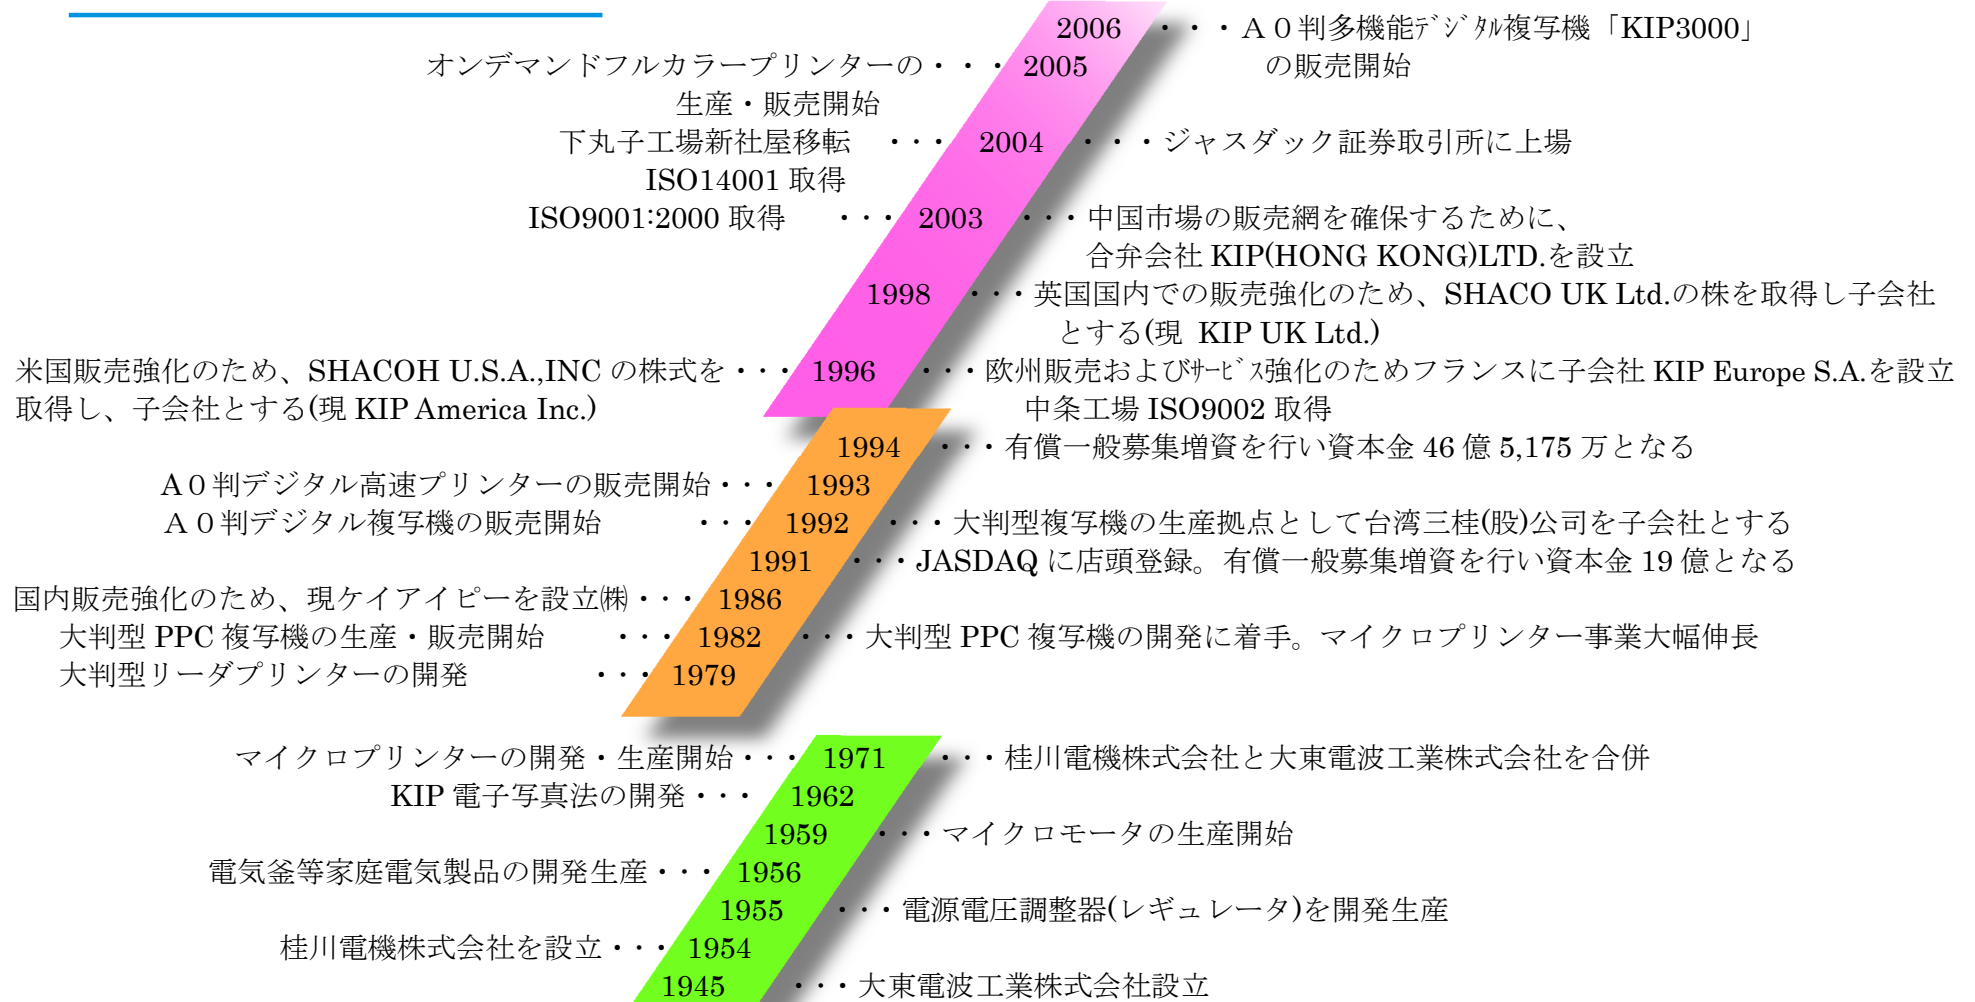 2006 ・・・Ａ０判多機能ﾃﾞｼﾞﾀﾙ複写機「KIP3000」
オンデマンドフルカラープリンターの・・・ 2005 の販売開始
生産・販売開始
下丸子工場新社屋移転 ・・・ 2004 ・・・ジャスダック証券取引所に上場
ISO14001 取得
ISO9001:2000 取得 ・・・ 2003 ・・・中国市場の販売網を確保するために、
合弁会社 KIP(HONG KONG)LTD.を設立
1998 ・・・英国国内での販売強化のため、SHACO UK Ltd.の株を取得し子会社
とする(現 KIP UK Ltd.)
米国販売強化のため、SHACOH U.S.A.,INC の株式を・・・ 1996 ・・・欧州販売およびｻｰﾋﾞｽ強化のためフランスに子会社 KIP Europe S.A.を設立
取得し、子会社とする(現 KIP America Inc.) 中条工場 ISO9002 取得
1994 ・・・有償一般募集増資を行い資本金 46 億 5,175 万となる
A０判デジタル高速プリンターの販売開始・・・ 1993
Ａ０判デジタル複写機の販売開始 ・・・ 1992 ・・・大判型複写機の生産拠点として台湾三桂(股)公司を子会社とする
1991 ・・・JASDAQ に店頭登録。有償一般募集増資を行い資本金 19 億となる
国内販売強化のため、現ケイアイピーを設立㈱・・・ 1986
大判型 PPC 複写機の生産・販売開始 ・・・ 1982 ・・・大判型 PPC 複写機の開発に着手。マイクロプリンター事業大幅伸長
大判型リーダプリンターの開発 ・・・ 1979
マイクロプリンターの開発・生産開始・・・ 1971 ・・・桂川電機株式会社と大東電波工業株式会社を合併
KIP 電子写真法の開発・・・ 1962
1959 ・・・マイクロモータの生産開始
電気釜等家庭電気製品の開発生産・・・ 1956
1955 ・・・電源電圧調整器(レギュレータ)を開発生産
桂川電機株式会社を設立・・・ 1954
1945 ・・・大東電波工業株式会社設立